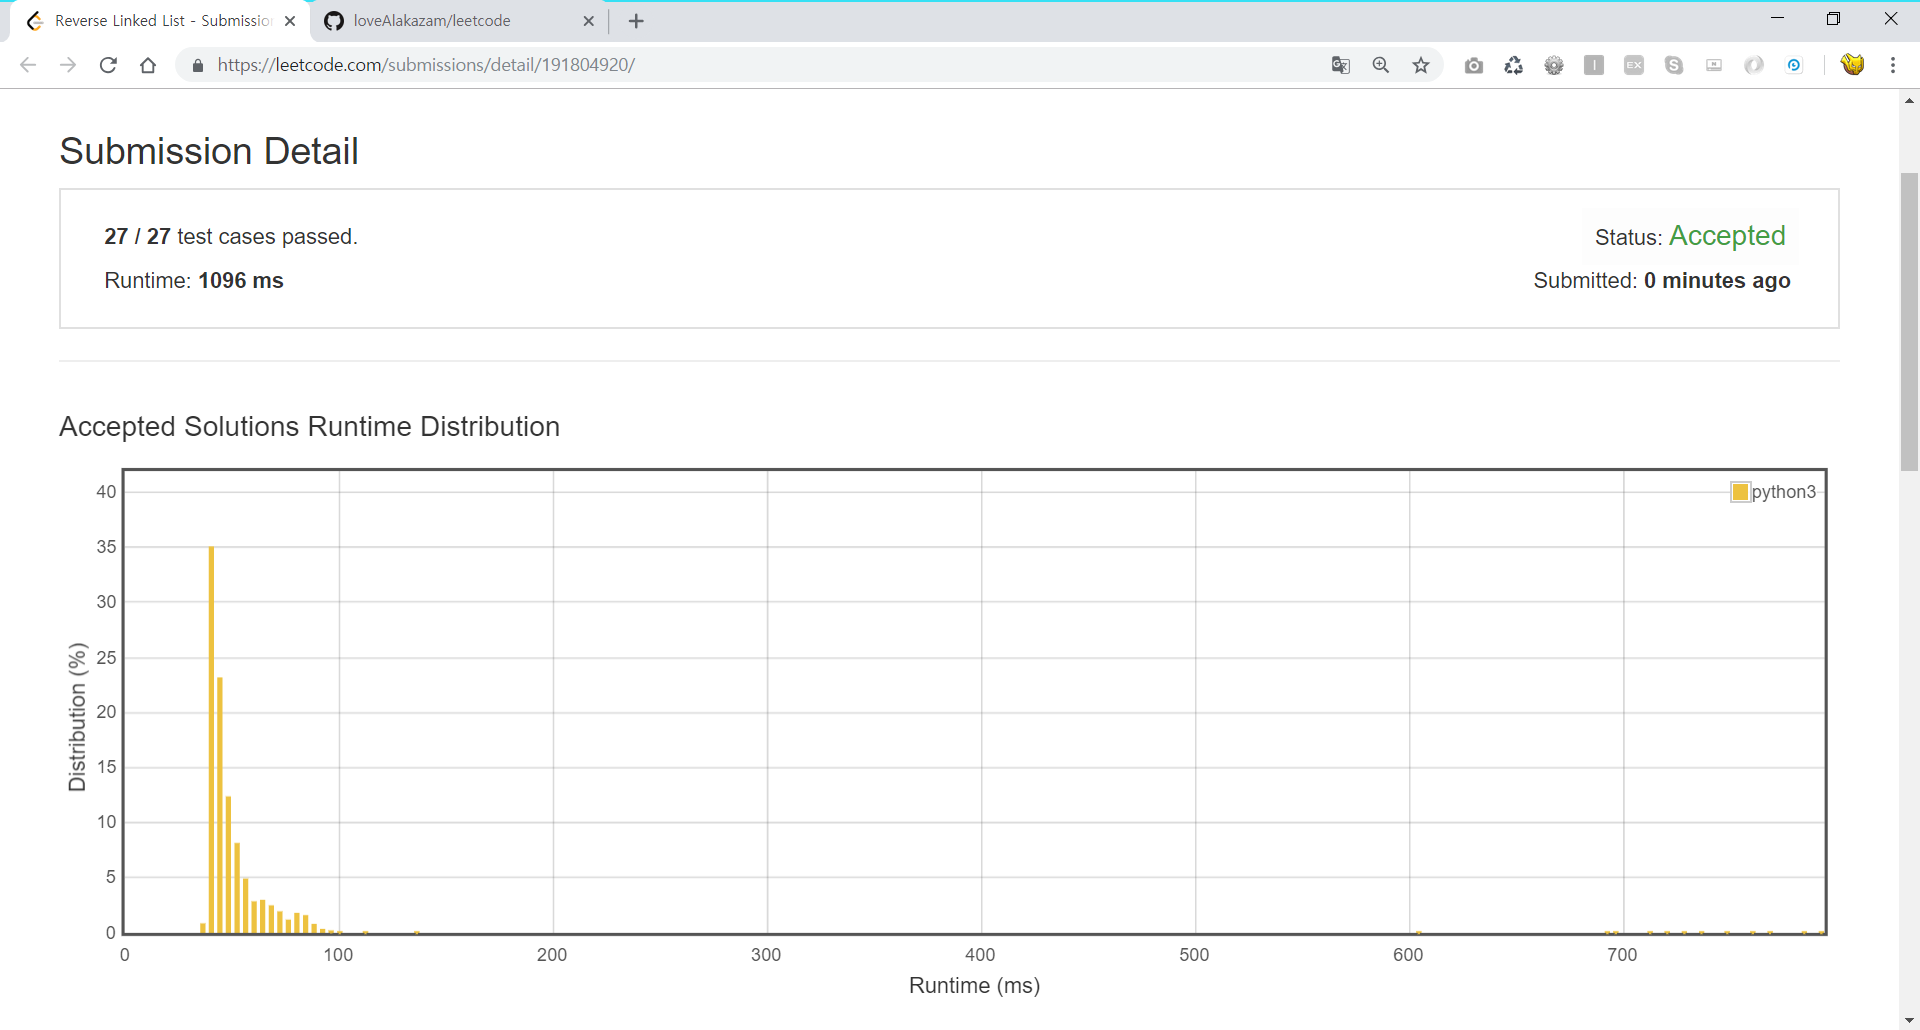 Reverse Linked List - Submission
loveAlakazam/leetcode
https://leetcode.com/submissions/detail/191804920/
Submission Detail
27 / 27 test cases passed.
Status: Accepted
Runtime: 1096 ms
Submitted: 0 minutes ago
Accepted Solutions Runtime Distribution
python3
40
35
30
25
20
15
10
5
0
Distribution (%)
0 100 200 300 400 500 600 700
Runtime (ms)